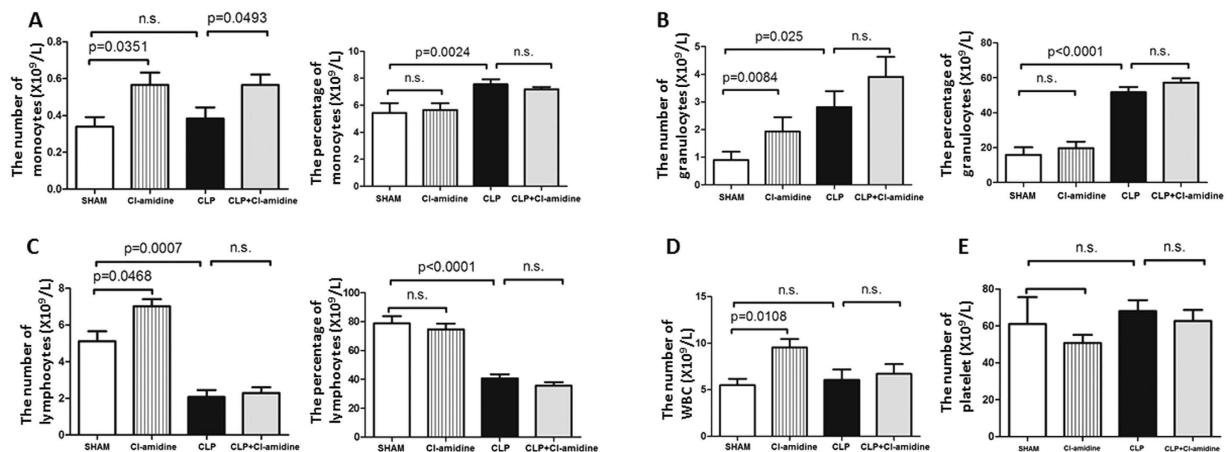 A
n.s.
p=0.0493
p=0.0351
The number of
monocytes (X10⁹/L)
0.8
0.6
0.4
0.2
0.0
SHAM
Cl-amidine
CLP
CLP+Cl-amidine
p=0.0024
n.s.
n.s.
The percentage of
monocytes (X10⁹/L)
10
8
6
4
2
0
SHAM
Cl-amidine
CLP
CLP+Cl-amidine
B
p=0.025
n.s.
p=0.0084
The number of
granulocytes (X10⁹/L)
5
4
3
2
1
0
SHAM
Cl-amidine
CLP
CLP+Cl-amidine
p<0.0001
n.s.
n.s.
The percentage of
granulocytes (X10⁹/L)
80
60
40
20
0
SHAM
Cl-amidine
CLP
CLP+Cl-amidine
C
p=0.0007
n.s.
p=0.0468
The number of
lymphocytes (X10⁹/L)
8
6
4
2
0
SHAM
Cl-amidine
CLP
CLP+Cl-amidine
p<0.0001
n.s.
n.s.
The percentage of
lymphocytes (X10⁹/L)
100
80
60
40
20
0
SHAM
Cl-amidine
CLP
CLP+Cl-amidine
D
n.s.
n.s.
p=0.0108
The number of
WBC (X10⁹/L)
15
10
5
0
SHAM
Cl-amidine
CLP
CLP+Cl-amidine
E
n.s.
n.s.
n.s.
The number of
platelet (X10⁹/L)
80
60
40
20
0
SHAM
Cl-amidine
CLP
CLP+Cl-amidine